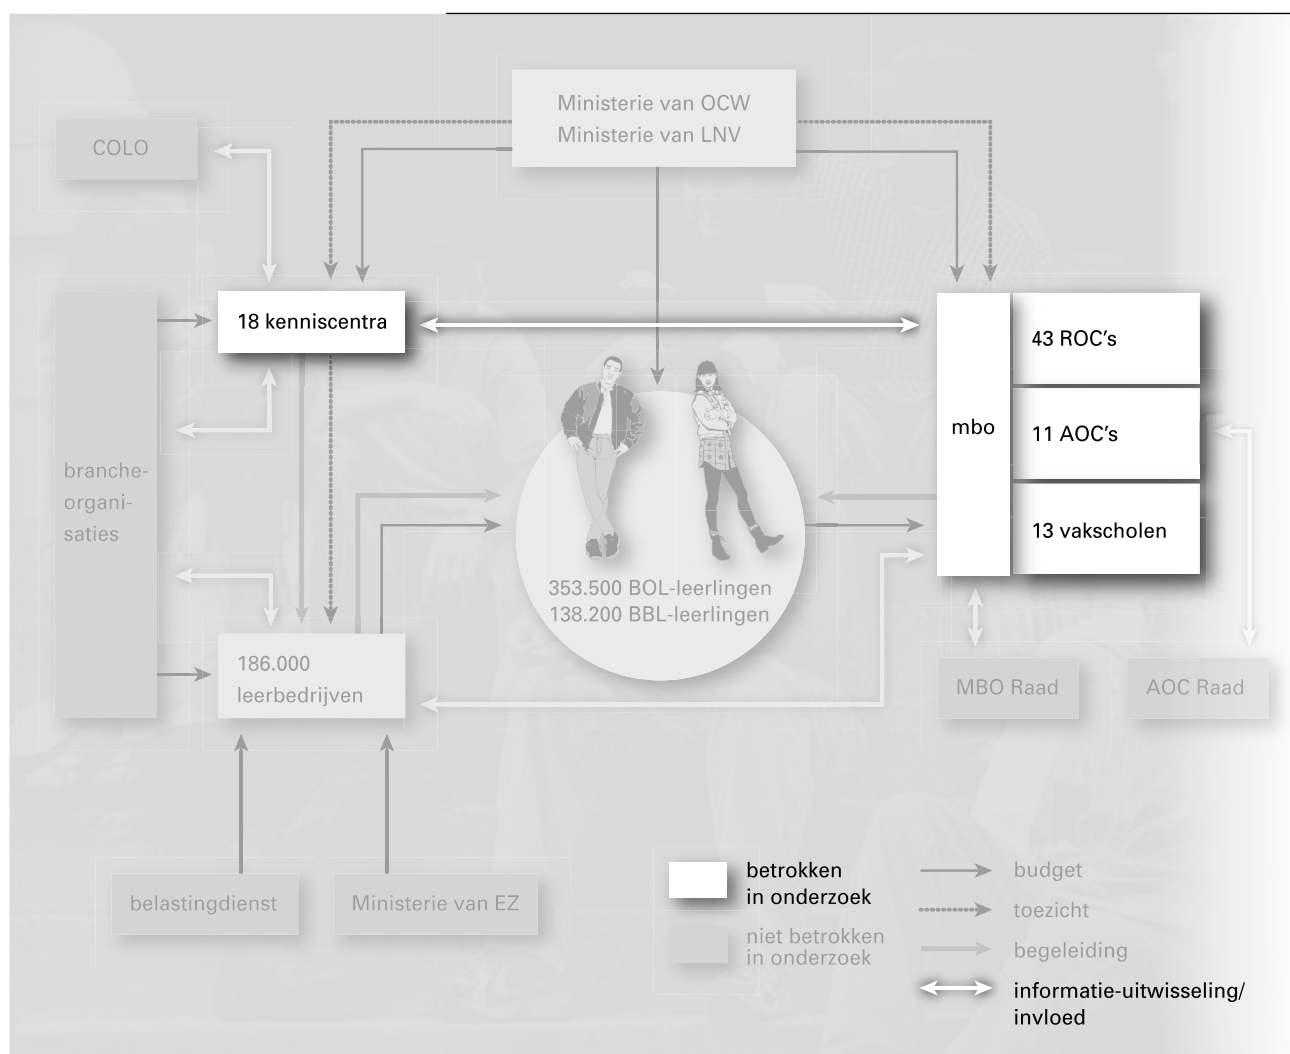 Ministerie van OCW
Ministerie van LNV
COLO
18 kenniscentra
43 ROC's
mbo
11 AOC's
13 vakscholen
branche-
organi-
saties
353.500 BOL-leerlingen
138.200 BBL-leerlingen
186.000
leerbedrijven
MBO Raad
AOC Raad
belastingdienst
Ministerie van EZ
betrokken
in onderzoek
niet betrokken
in onderzoek
budget
toezicht
begeleiding
informatie-uitwisseling/
invloed